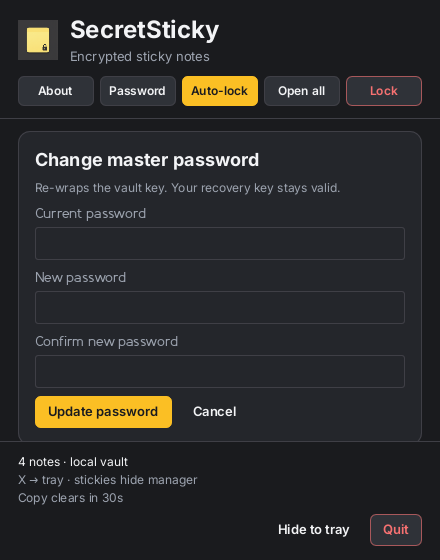 SecretSticky
Encrypted sticky notes
About
Password
Auto-lock
Open all
Lock
Change master password
Re-wraps the vault key. Your recovery key stays valid.
Current password
New password
Confirm new password
Update password
Cancel
4 notes · local vault
X → tray · stickies hide manager
Copy clears in 30s
Hide to tray
Quit